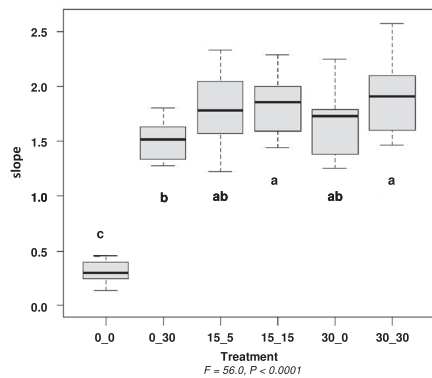 2.5
2.0
1.5
1.0
0.5
0.0
slope
c
b
ab
a
ab
a
0_0 0_30 15_5 15_15 30_0 30_30
Treatment
F = 56.0, P < 0.0001